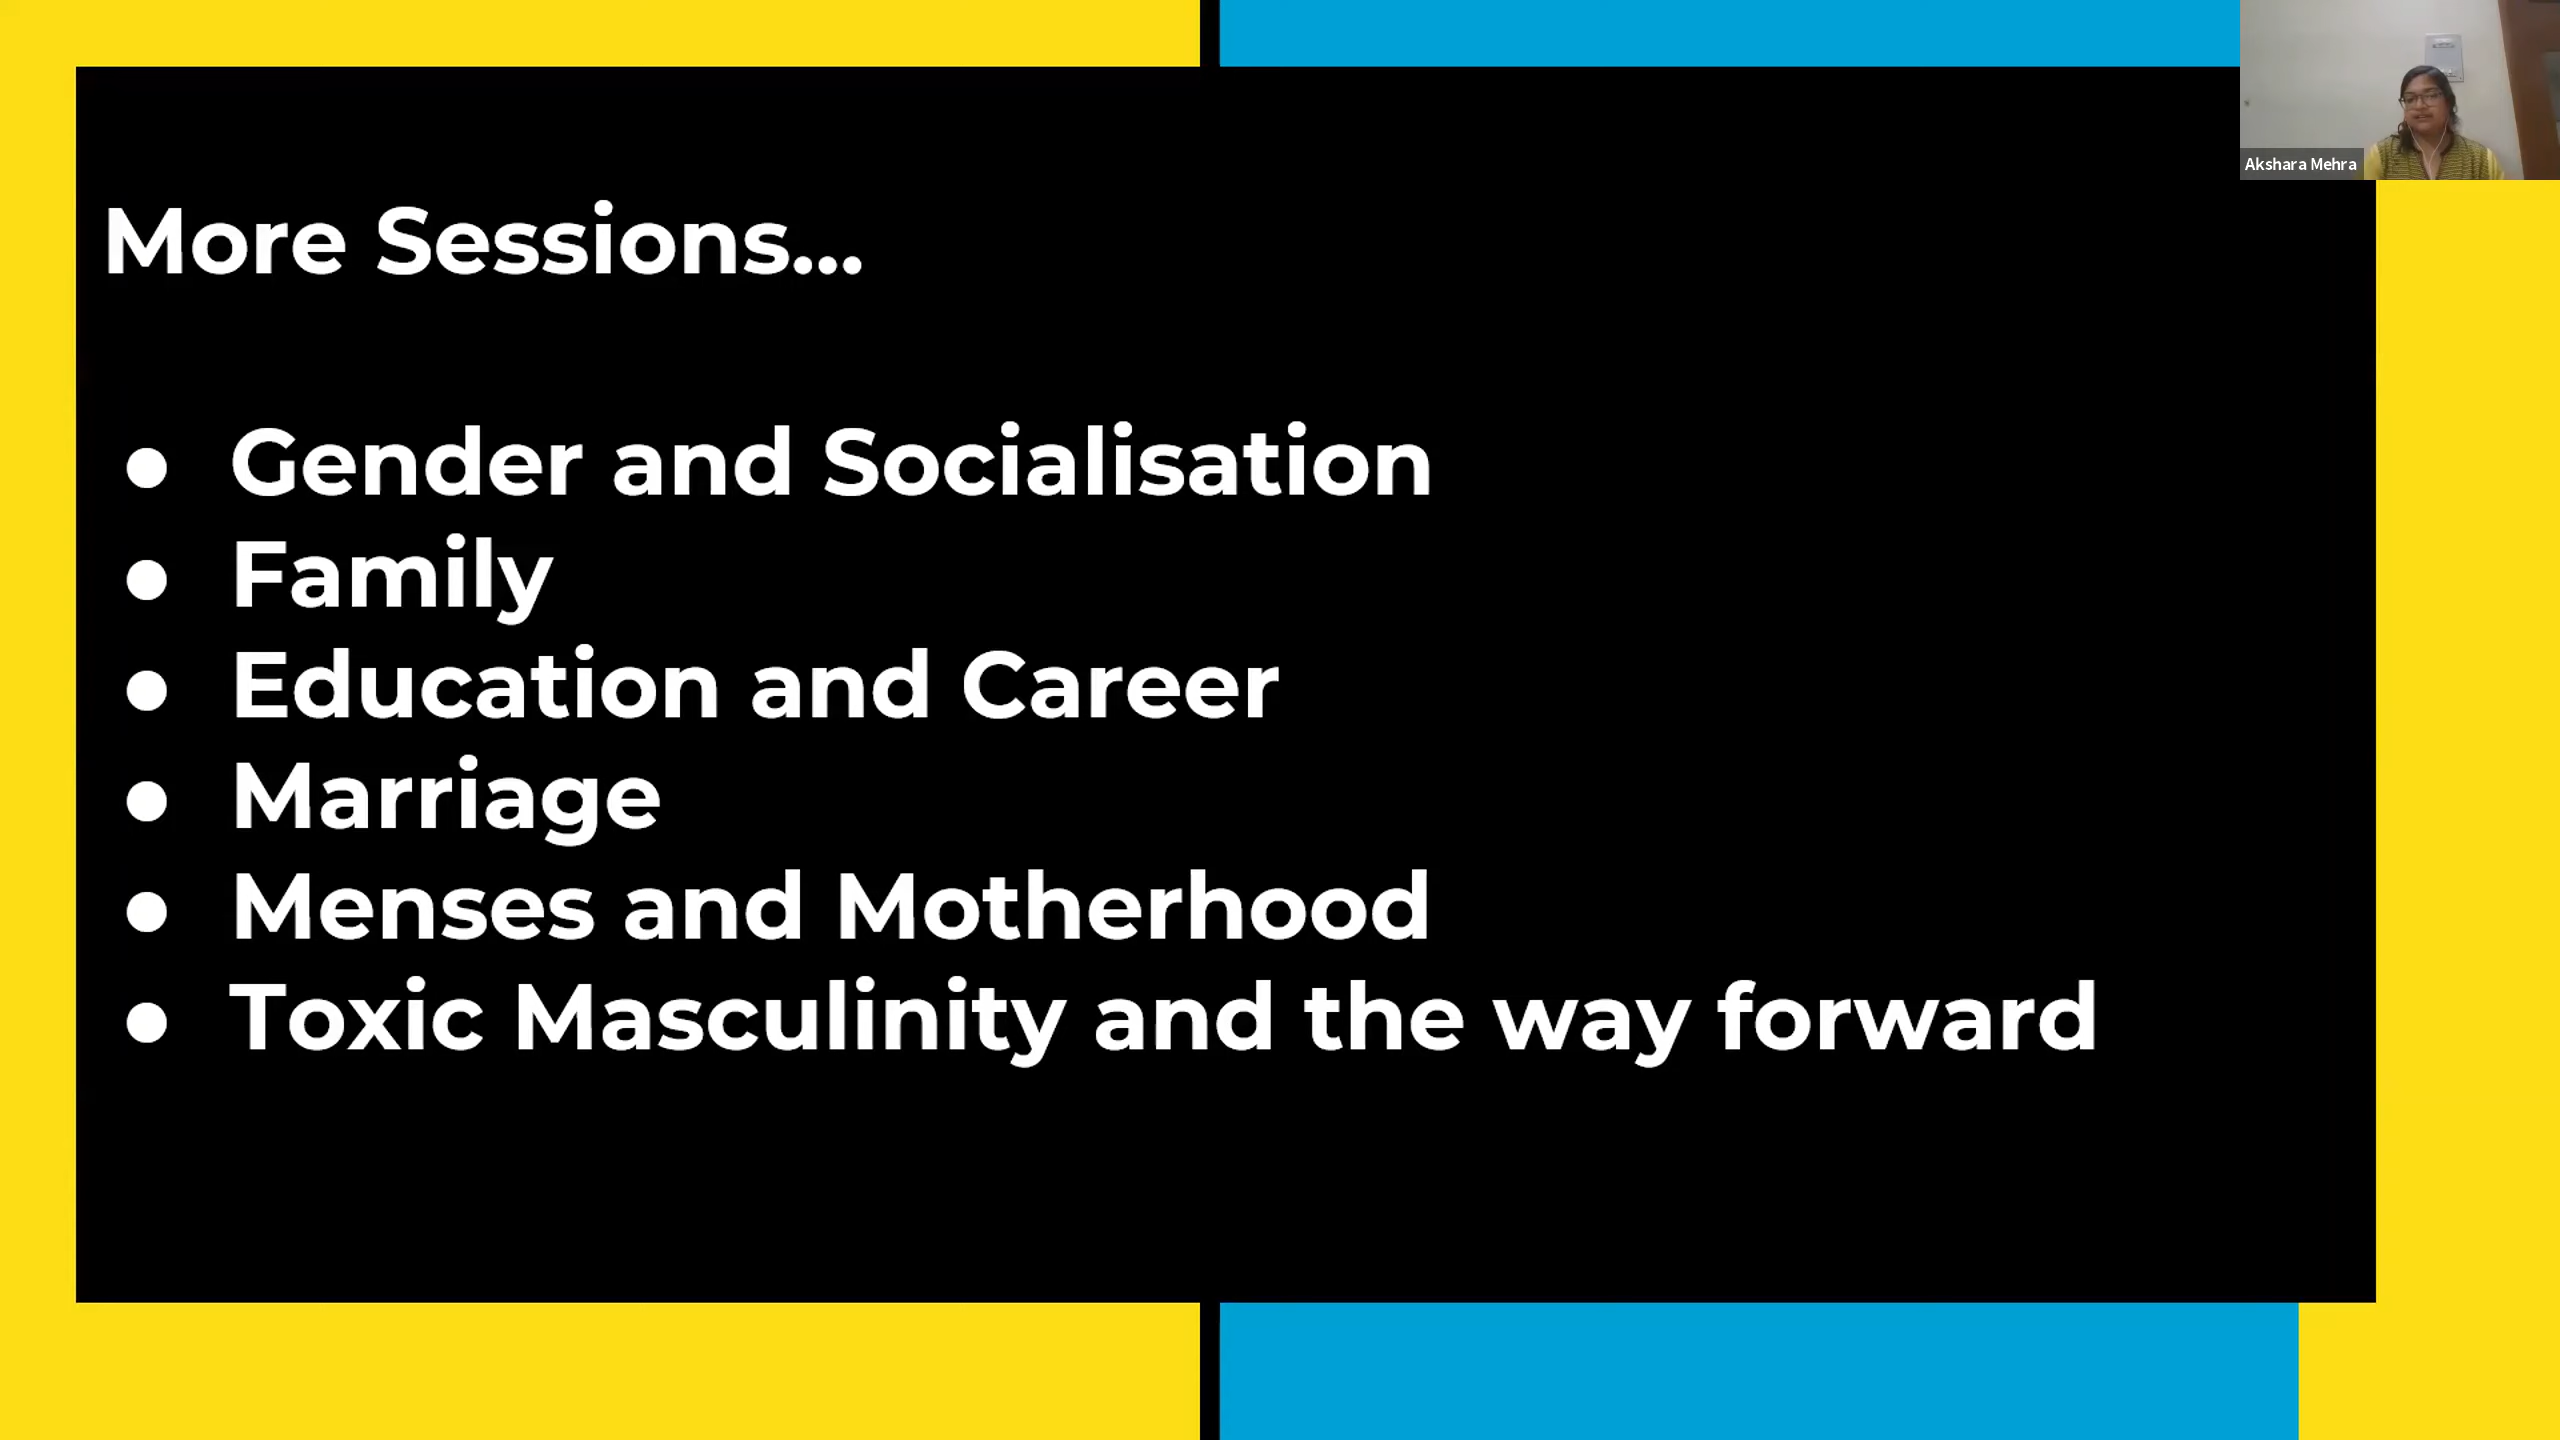 More Sessions...
● Gender and Socialisation
● Family
● Education and Career
● Marriage
● Menses and Motherhood
● Toxic Masculinity and the way forward
Akshara Mehra